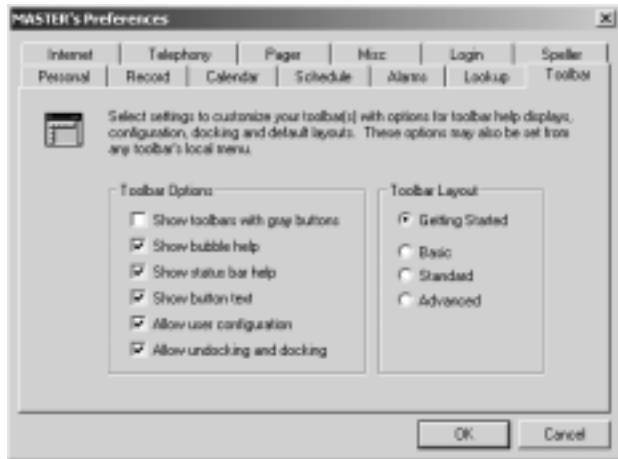 MASTER's Preferences
Internet Telephony Pager Misc Login Speller
Personal Record Calendar Schedule Alarms Lookup Toolbar
Select settings to customize your toolbar(s) with options for toolbar help displays,
configuration, docking and default layouts. These options may also be set from
any toolbar's local menu.
Toolbar Options
Show toolbars with gray buttons
Show bubble help
Show status bar help
Show button text
Allow user configuration
Allow undocking and docking
Toolbar Layout
Getting Started
Basic
Standard
Advanced
OK Cancel